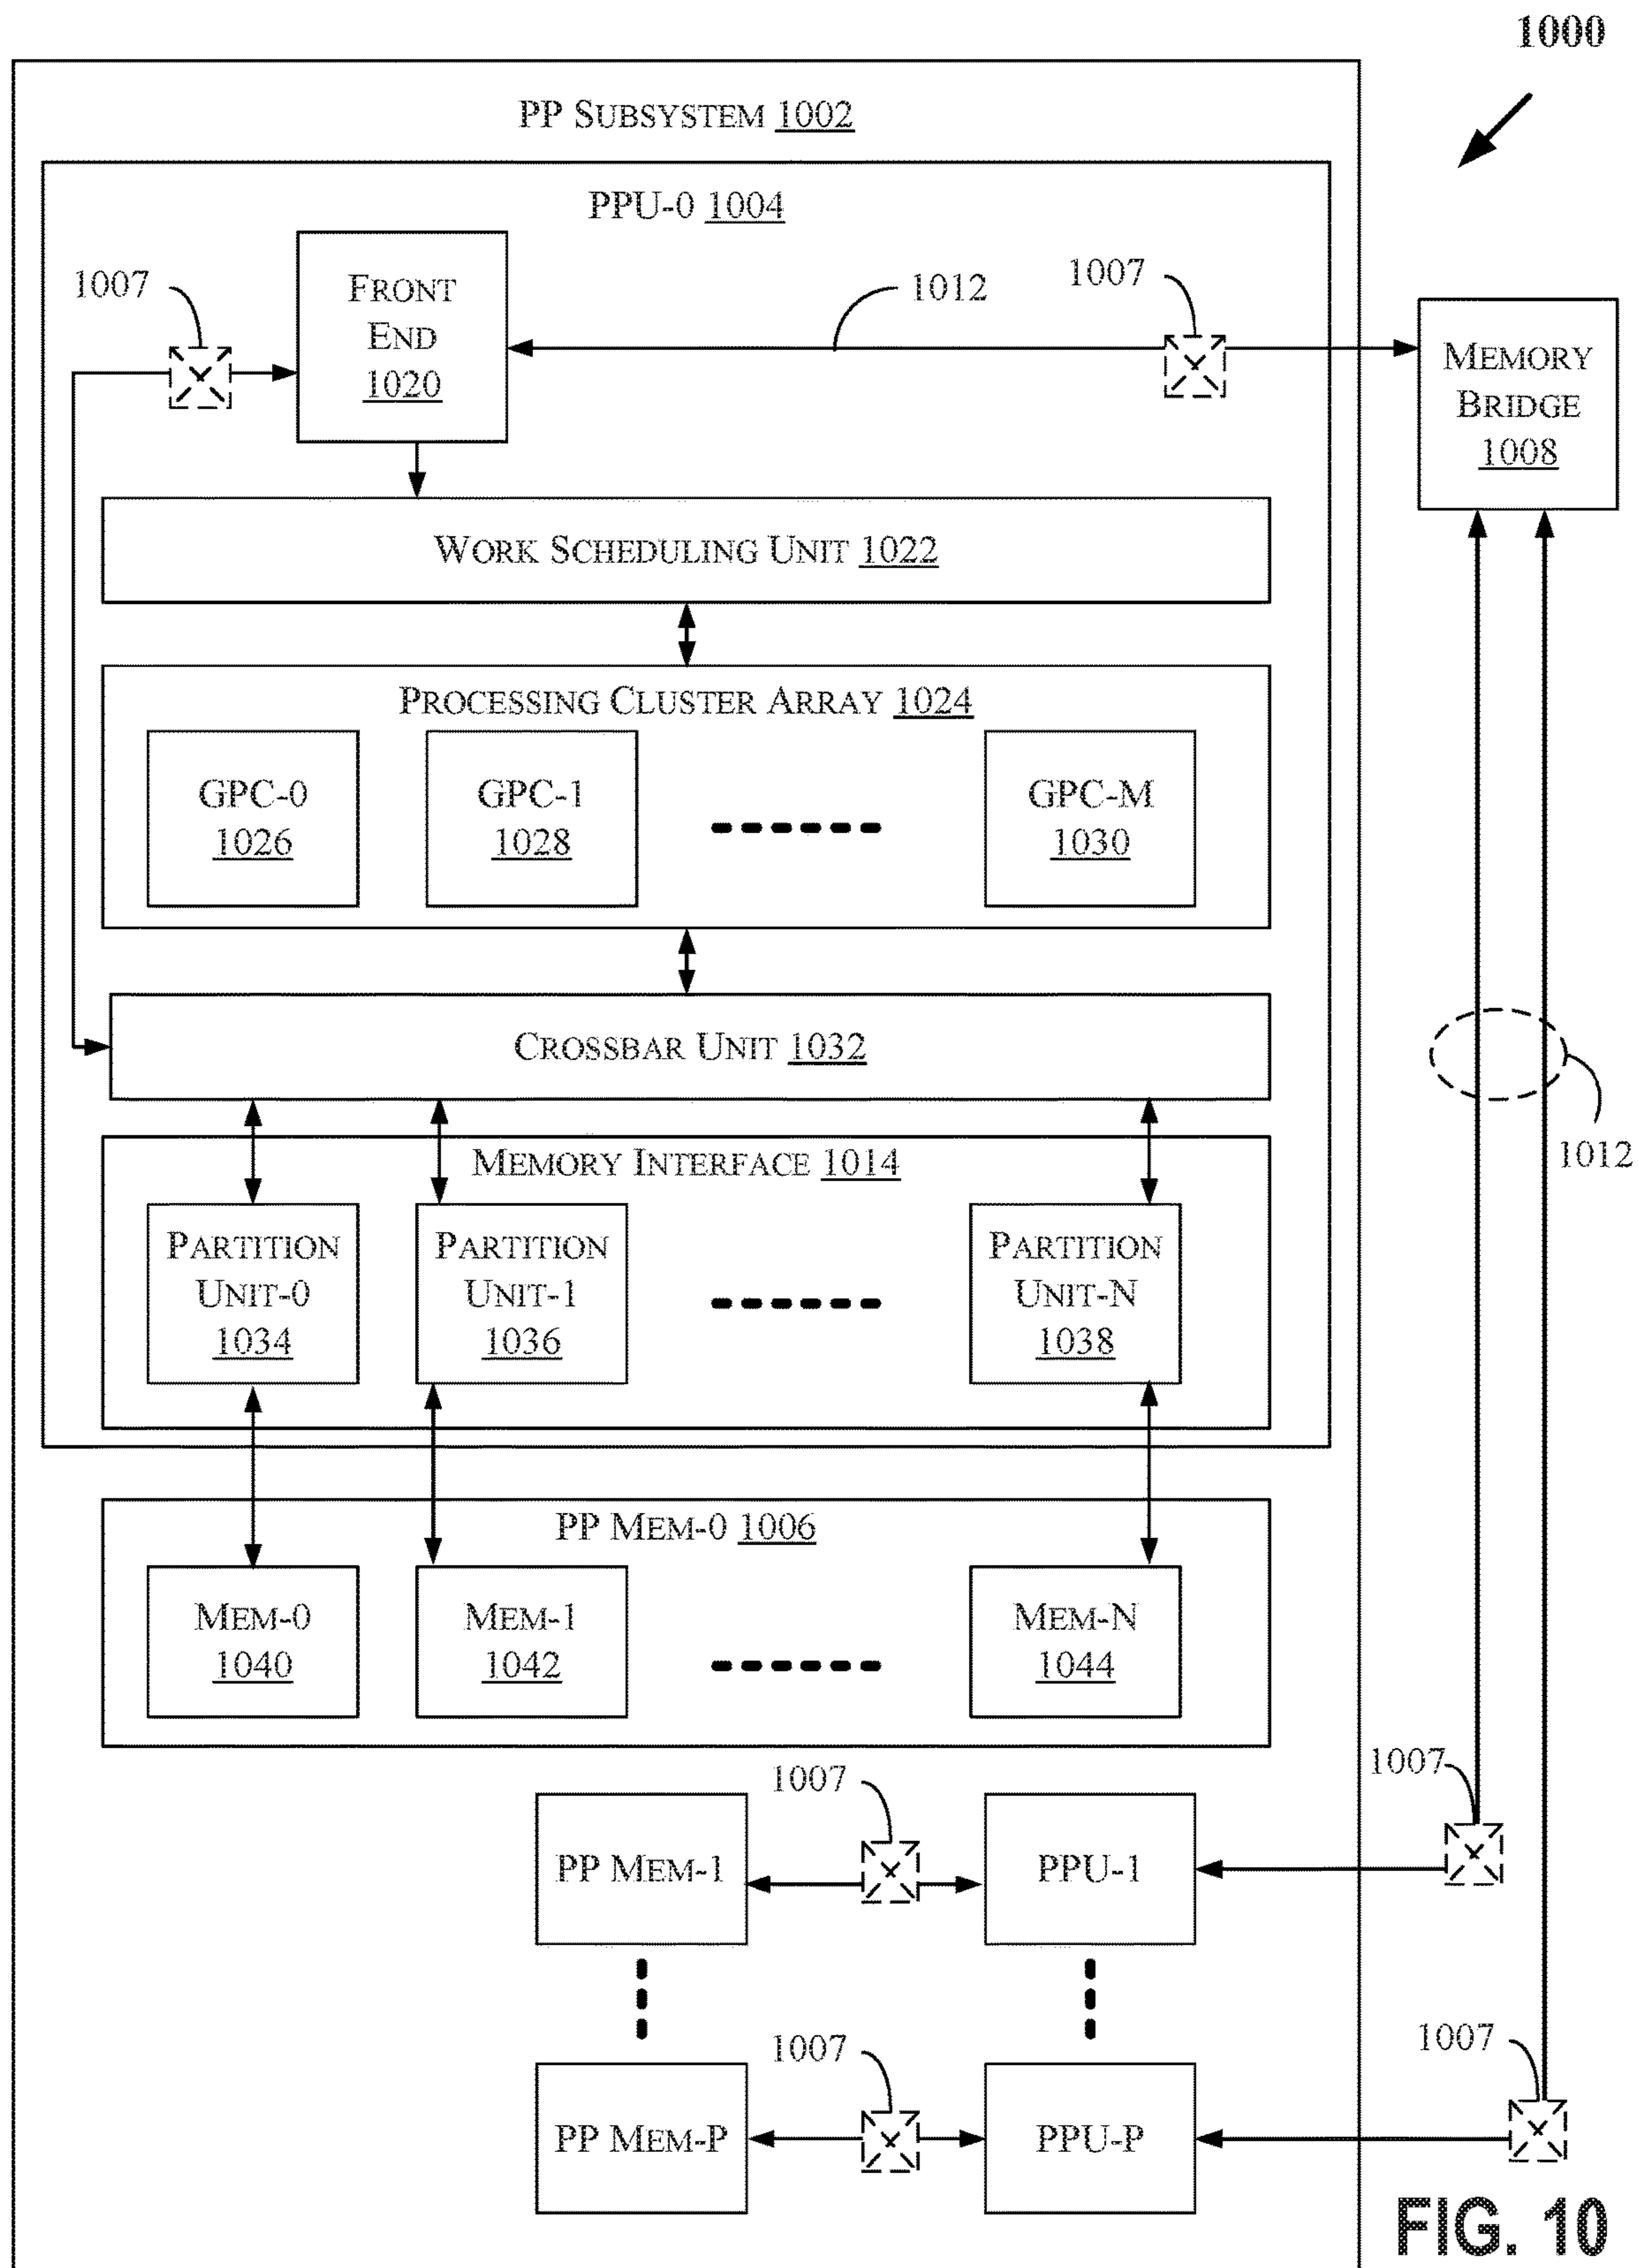 1000
PP SUBSYSTEM 1002
PPU-0 1004
1007
FRONT
END
1020
1012
1007
MEMORY
BRIDGE
1008
WORK SCHEDULING UNIT 1022
PROCESSING CLUSTER ARRAY 1024
GPC-0
1026
GPC-1
1028
GPC-M
1030
CROSSBAR UNIT 1032
1012
MEMORY INTERFACE 1014
PARTITION
UNIT-0
1034
PARTITION
UNIT-1
1036
PARTITION
UNIT-N
1038
PP MEM-0 1006
MEM-0
1040
MEM-1
1042
MEM-N
1044
1007
1007
PP MEM-1
PPU-1
1007
1007
PP MEM-P
PPU-P
FIG. 10